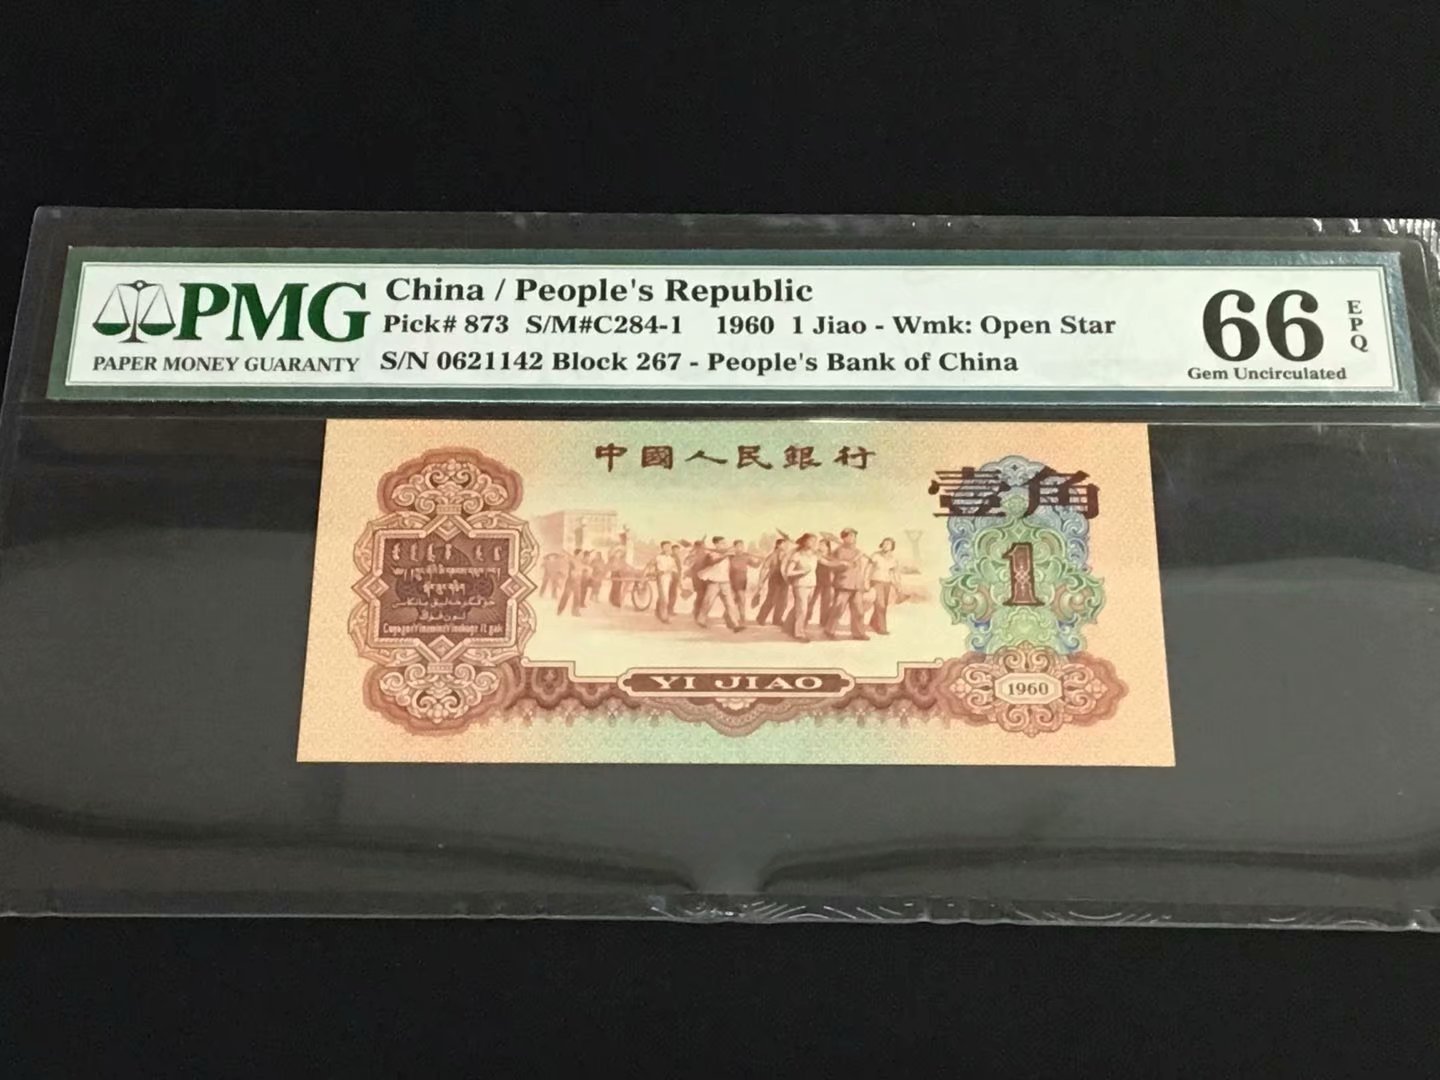 PMG
PAPER MONEY GUARANTY
China / People's Republic
Pick# 873 S/M#C284-1 1960 1 Jiao - Wmk: Open Star
S/N 0621142 Block 267 - People's Bank of China
66 EPQ
Gem Uncirculated
中國人民銀行
壹角
1
YI JIAO
1960